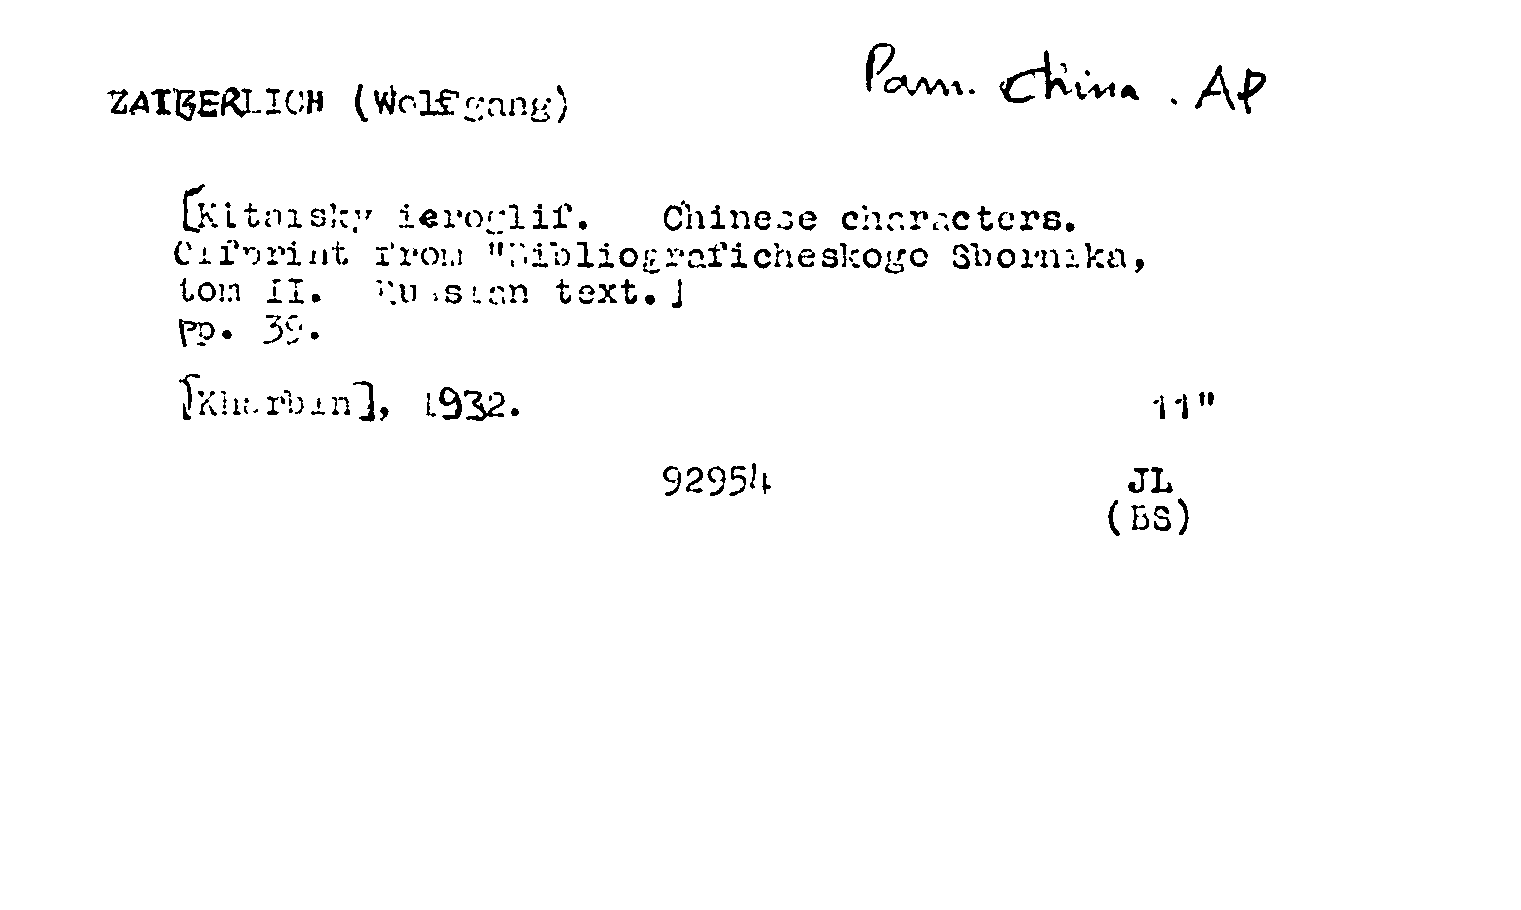 Pam. China. AP
ZAIBERLICH (Wolfgang)
[Kitaisky ieroglif. Chinese characters.
Offprint from "Bibliograficheskogo Sbornika,
tom II. Russian text.]
pp. 39.
[Kharbin], 1932. 11"
92954 JL
(BS)